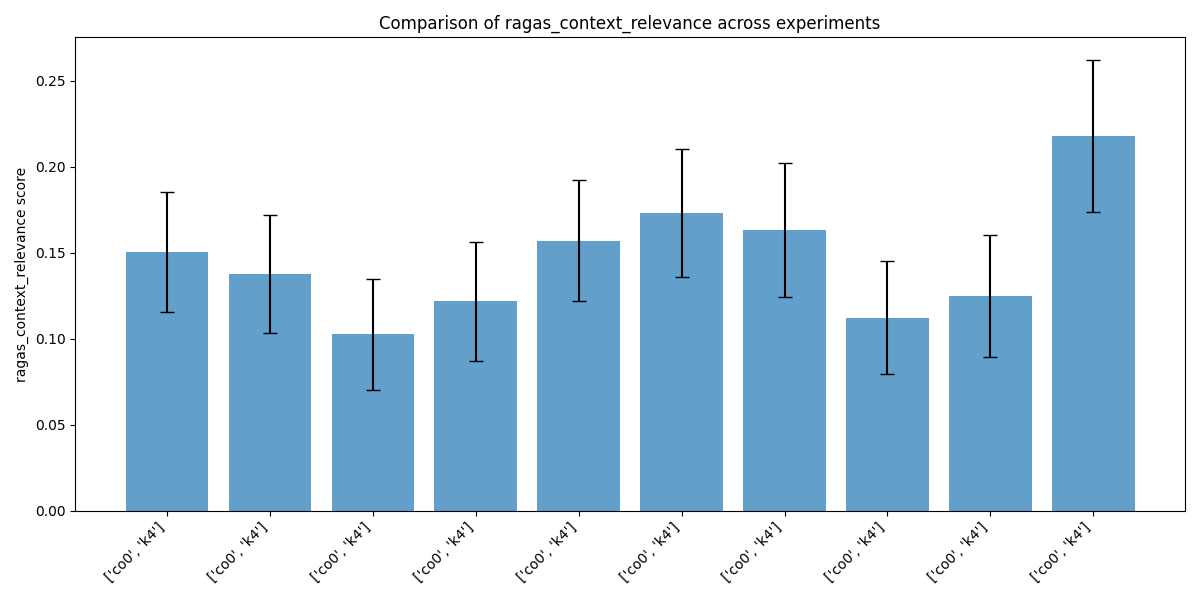 Comparison of ragas_context_relevance across experiments
ragas_context_relevance score
0.25
0.20
0.15
0.10
0.05
0.00
['co0', 'k4']
['co0', 'k4']
['co0', 'k4']
['co0', 'k4']
['co0', 'k4']
['co0', 'k4']
['co0', 'k4']
['co0', 'k4']
['co0', 'k4']
['co0', 'k4']